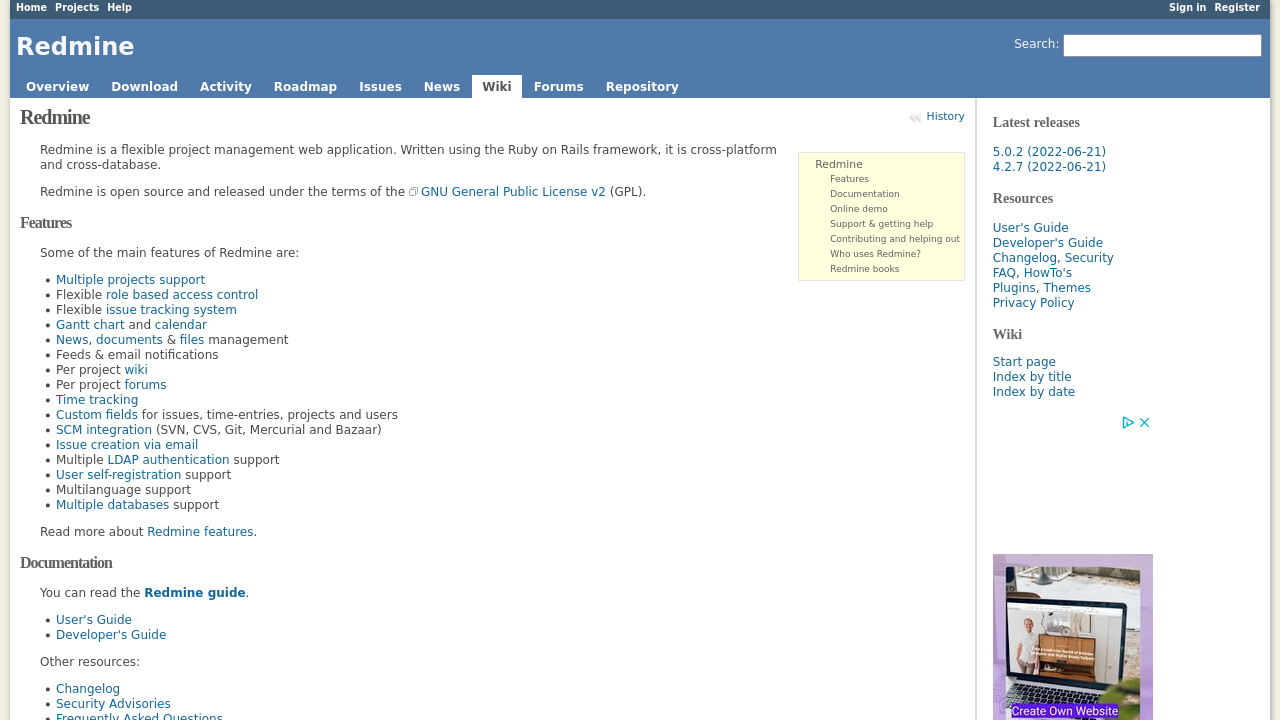 Home Projects Help
Sign in Register
Redmine
Search:
Overview Download Activity Roadmap Issues News Wiki Forums Repository
Redmine
History
Redmine is a flexible project management web application. Written using the Ruby on Rails framework, it is cross-platform
and cross-database.
Redmine is open source and released under the terms of the GNU General Public License v2 (GPL).
Redmine
Features
Documentation
Online demo
Support & getting help
Contributing and helping out
Who uses Redmine?
Redmine books
Features
Some of the main features of Redmine are:
• Multiple projects support
• Flexible role based access control
• Flexible issue tracking system
• Gantt chart and calendar
• News, documents & files management
• Feeds & email notifications
• Per project wiki
• Per project forums
• Time tracking
• Custom fields for issues, time-entries, projects and users
• SCM integration (SVN, CVS, Git, Mercurial and Bazaar)
• Issue creation via email
• Multiple LDAP authentication support
• User self-registration support
• Multilanguage support
• Multiple databases support
Read more about Redmine features.
Documentation
You can read the Redmine guide.
• User's Guide
• Developer's Guide
Other resources:
• Changelog
• Security Advisories
• Frequently Asked Questions
Latest releases
5.0.2 (2022-06-21)
4.2.7 (2022-06-21)
Resources
User's Guide
Developer's Guide
Changelog, Security
FAQ, HowTo's
Plugins, Themes
Privacy Policy
Wiki
Start page
Index by title
Index by date
Create Own Website